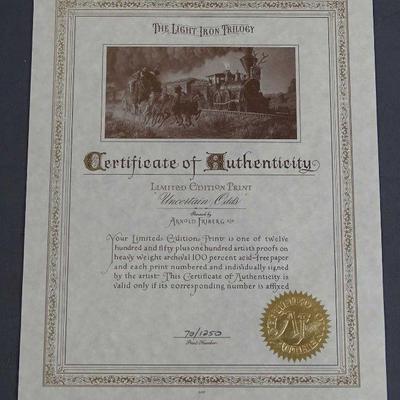 The Light Iron Trilogy
Certificate of Authenticity
Limited Edition Print
"Uncertain Odds"
Arnold Friberg
Your Limited Edition Print is one of twelve
hundred and fifty plus one hundred artist's proofs on
heavy weight archival 100 percent acid-free paper
and each print numbered and individually signed
by the artist. This Certificate of Authenticity is
valid only if its corresponding number is affixed
70/1250
Print Number